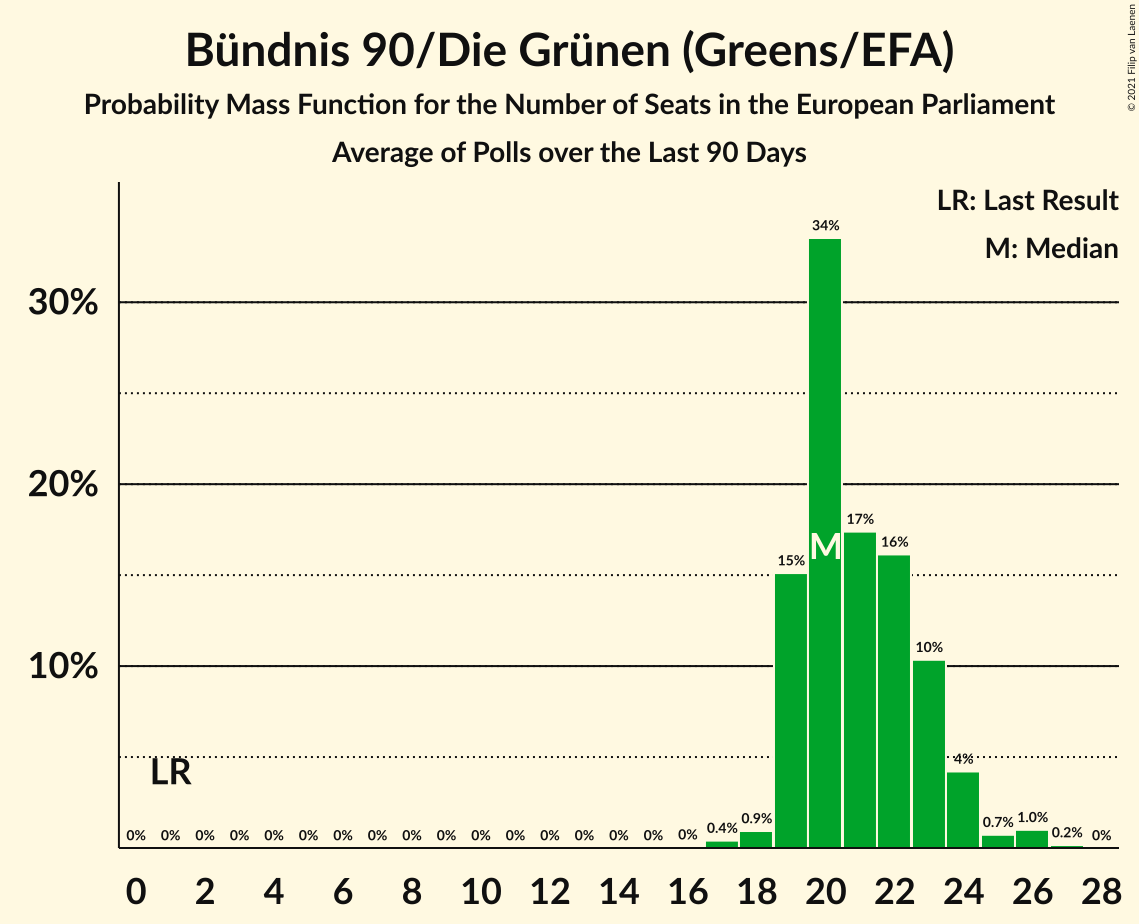 Bündnis 90/Die Grünen (Greens/EFA)
Probability Mass Function for the Number of Seats in the European Parliament
Average of Polls over the Last 90 Days
© 2021 Filip van Laenen
LR: Last Result
M: Median
34%
30%
20%
17%
M
16%
15%
10%
10%
4%
LR
0% 0% 0% 0% 0% 0% 0% 0% 0% 0% 0% 0% 0% 0% 0% 0% 0% 0.4% 0.9% 0.7% 1.0% 0.2% 0%
0 2 4 6 8 10 12 14 16 18 20 22 24 26 28